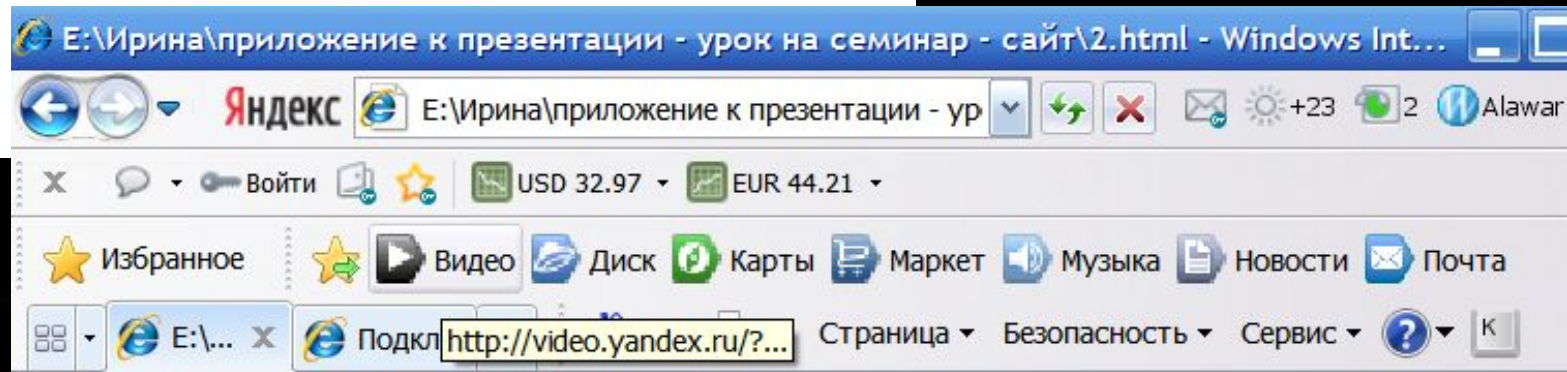 E:\Ирина\приложение к презентации - урок на семинар - сайт\2.html - Windows Int...
Яндекс E:\Ирина\приложение к презентации - ур +23 2 Alawar
X Войти USD 32.97 EUR 44.21
Избранное Видео Диск Карты Маркет Музыка Новости Почта
E:\... X Подкл http://video.yandex.ru/?... Страница Безопасность Сервис ? K